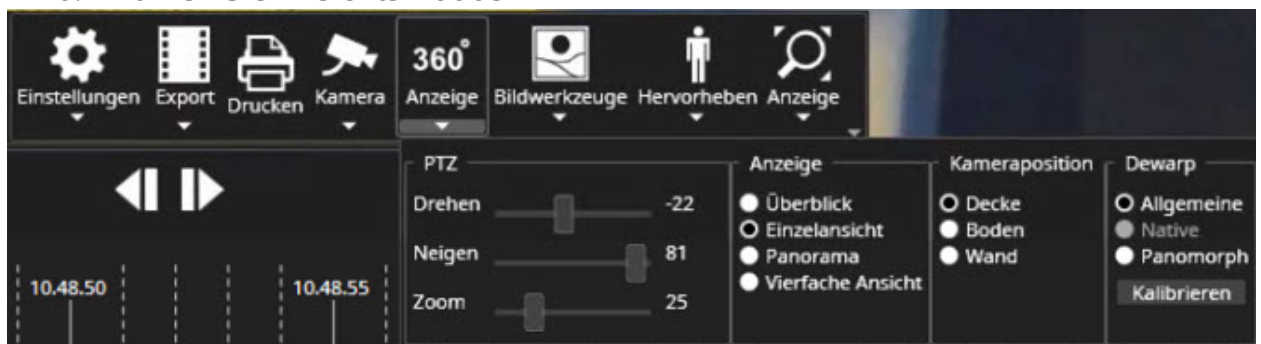 Einstellungen Export Drucken Kamera 360° Anzeige Bildwerkzeuge Hervorheben Anzeige
10.48.50 10.48.55
PTZ
Drehen -22
Neigen 81
Zoom 25
Anzeige
Überblick
Einzelansicht
Panorama
Vierfache Ansicht
Kameraposition
Decke
Boden
Wand
Dewarp
Allgemeine
Native
Panomorph
Kalibrieren